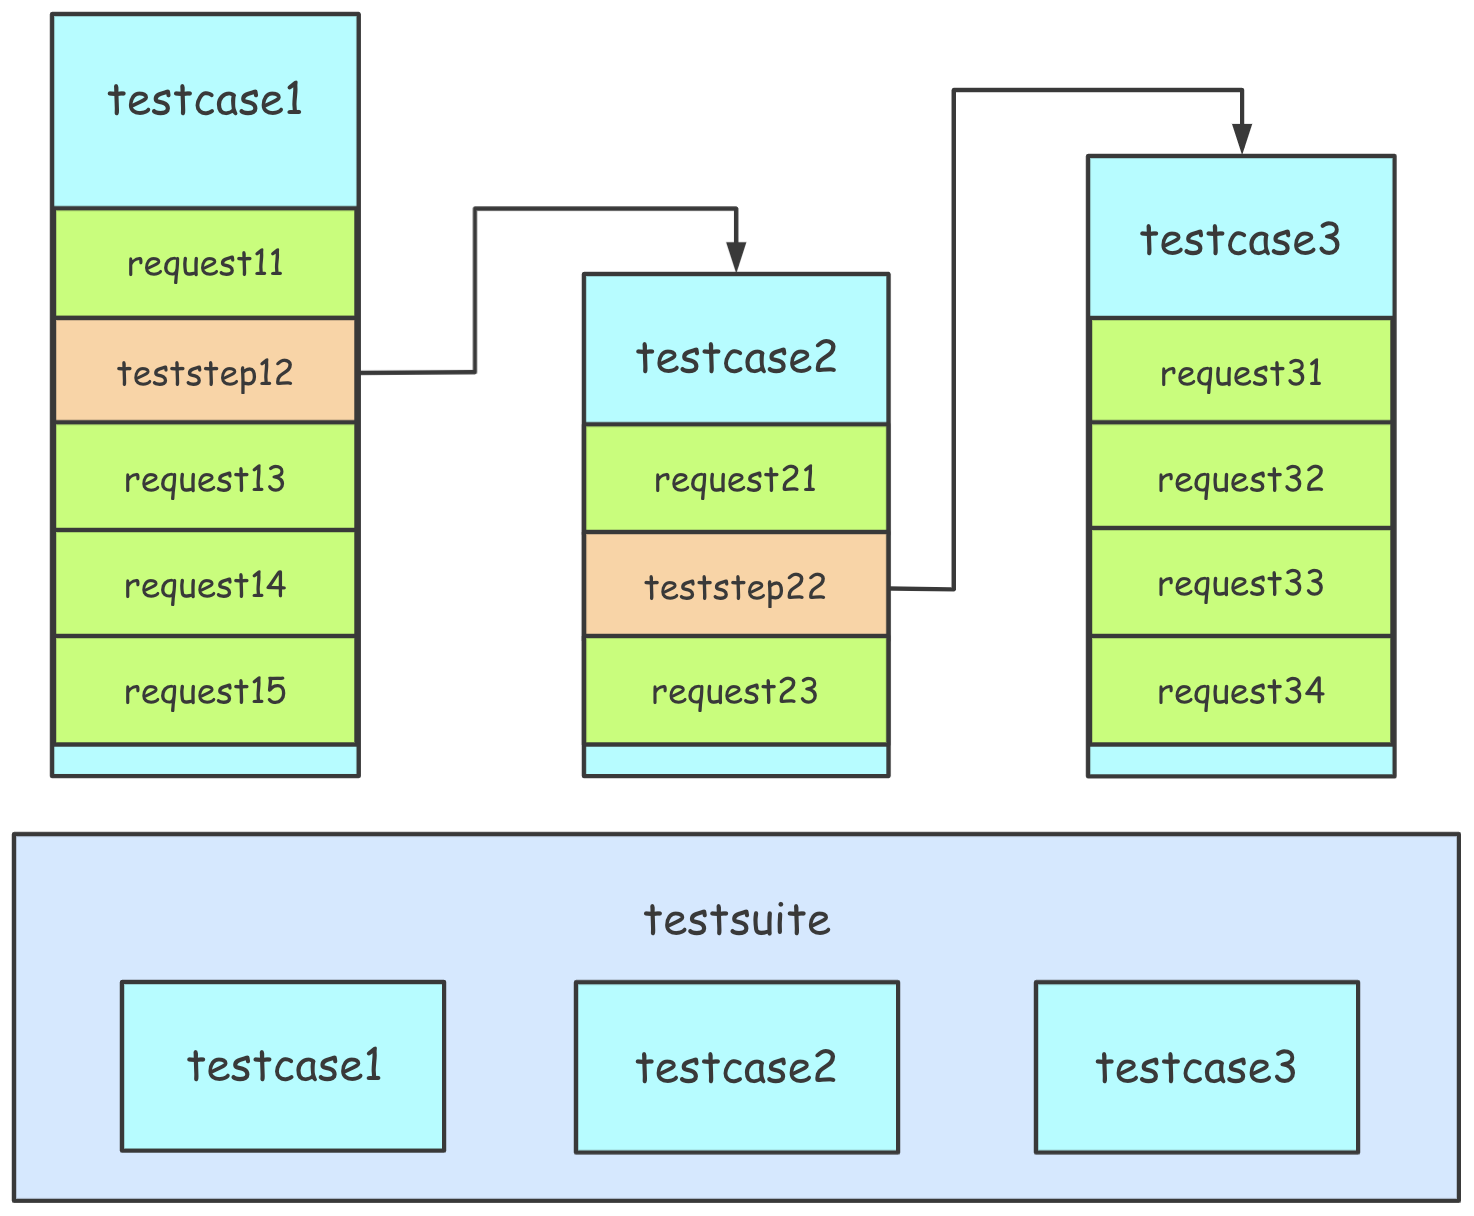 testcase1
request11
teststep12
request13
request14
request15
testcase2
request21
teststep22
request23
testcase3
request31
request32
request33
request34
testsuite
testcase1
testcase2
testcase3